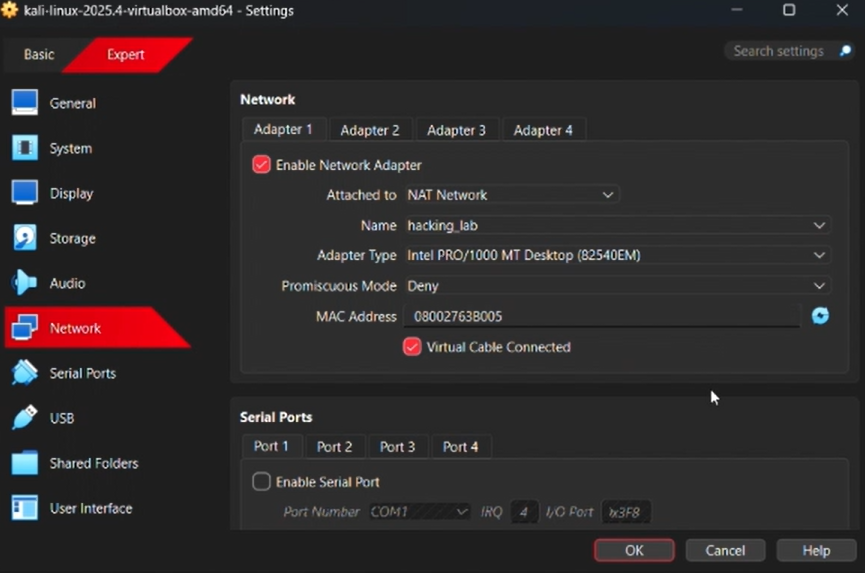 kali-linux-2025.4-virtualbox-amd64 - Settings
Basic Expert Search settings
General
System
Display
Storage
Audio
Network
Serial Ports
USB
Shared Folders
User Interface
Network
Adapter 1 Adapter 2 Adapter 3 Adapter 4
Enable Network Adapter
Attached to NAT Network
Name hacking_lab
Adapter Type Intel PRO/1000 MT Desktop (82540EM)
Promiscuous Mode Deny
MAC Address 08002763B005
Virtual Cable Connected
Serial Ports
Port 1 Port 2 Port 3 Port 4
Enable Serial Port
Port Number COM1 IRQ 4 I/O Port 0x3F8
OK Cancel Help